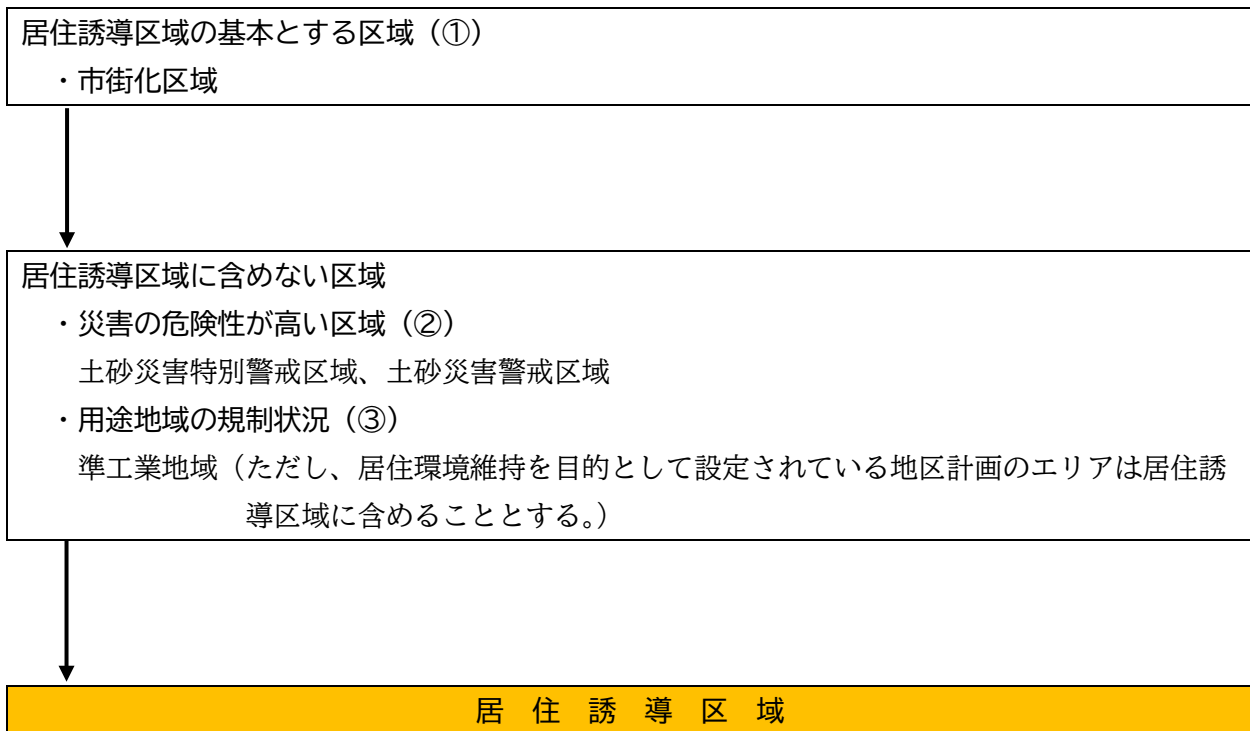 居住誘導区域の基本とする区域（①）
・市街化区域
居住誘導区域に含めない区域
・災害の危険性が高い区域（②）
土砂災害特別警戒区域、土砂災害警戒区域
・用途地域の規制状況（③）
準工業地域（ただし、居住環境維持を目的として設定されている地区計画のエリアは居住誘
導区域に含めることとする。）
居 住 誘 導 区 域